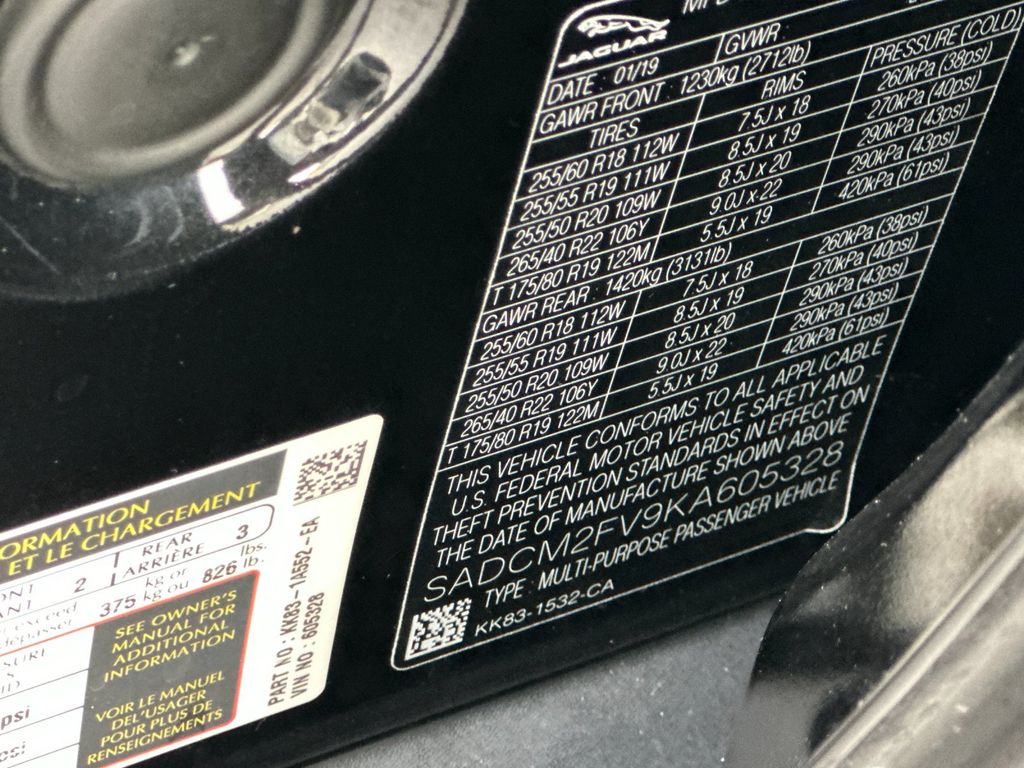 JAGUAR
DATE : 01/19 GVWR
GAWR FRONT : 1230kg (2712lb)
TIRES RIMS PRESSURE (COLD)
255/60 R18 112W 7.5J x 18 260kPa (38psi)
255/55 R19 111W 8.5J x 19 270kPa (40psi)
255/50 R20 109W 8.5J x 20 290kPa (43psi)
265/40 R22 106Y 9.0J x 22 290kPa (43psi)
T 175/80 R19 122M 5.5J x 19 420kPa (61psi)
GAWR REAR : 1420kg (3131lb)
255/60 R18 112W 7.5J x 18 260kPa (38psi)
255/55 R19 111W 8.5J x 19 270kPa (40psi)
255/50 R20 109W 8.5J x 20 290kPa (43psi)
265/40 R22 106Y 9.0J x 22 290kPa (43psi)
T 175/80 R19 122M 5.5J x 19 420kPa (61psi)
THIS VEHICLE CONFORMS TO ALL APPLICABLE
U.S. FEDERAL MOTOR VEHICLE SAFETY AND
THEFT PREVENTION STANDARDS IN EFFECT ON
THE DATE OF MANUFACTURE SHOWN ABOVE
SADCM2FV9KA605328
TYPE : MULTI-PURPOSE PASSENGER VEHICLE
KK83-1532-CA
ORMATION
ET LE CHARGEMENT
2 REAR 3
ARRIÈRE
exceed 375 kg or 826 lbs.
kg ou lb.
SEE OWNER'S
MANUAL FOR
ADDITIONAL
INFORMATION
VOIR LE MANUEL
DEL'USAGER
POUR PLUS DE
RENSEIGNEMENTS
psi
PART NO : KK83-1A552-EA
VIN NO : 605328